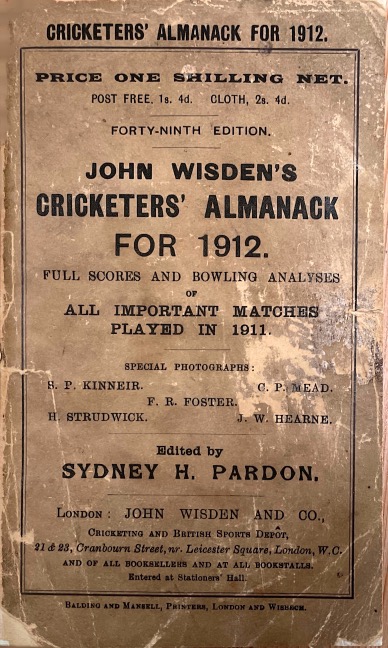 CRICKETERS' ALMANACK FOR 1912.
PRICE ONE SHILLING NET.
POST FREE, 1s. 4d. CLOTH, 2s. 4d.
FORTY-NINTH EDITION.
JOHN WISDEN'S
CRICKETERS' ALMANACK
FOR 1912.
FULL SCORES AND BOWLING ANALYSES
OF
ALL IMPORTANT MATCHES
PLAYED IN 1911.
SPECIAL PHOTOGRAPHS:
S. P. KINNEIR. C. P. MEAD.
F. R. FOSTER.
H. STRUDWICK. J. W. HEARNE.
Edited by
SYDNEY H. PARDON.
LONDON: JOHN WISDEN AND CO.,
CRICKETING AND BRITISH SPORTS DEPÔT,
21 & 23, Cranbourn Street, nr. Leicester Square, London, W.C.
AND OF ALL BOOKSELLERS AND AT ALL BOOKSTALLS.
Entered at Stationers' Hall.
BALDING AND MANSELL, PRINTERS, LONDON AND WISBECH.